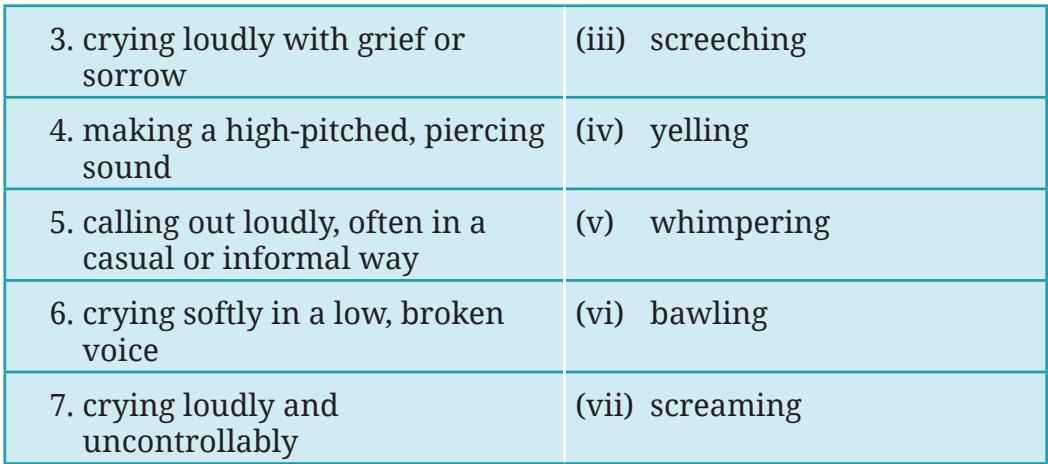 3. crying loudly with grief or (iii) screeching
sorrow
4. making a high-pitched, piercing (iv) yelling
sound
5. calling out loudly, often in a (v) whimpering
casual or informal way
6. crying softly in a low, broken (vi) bawling
voice
7. crying loudly and (vii) screaming
uncontrollably